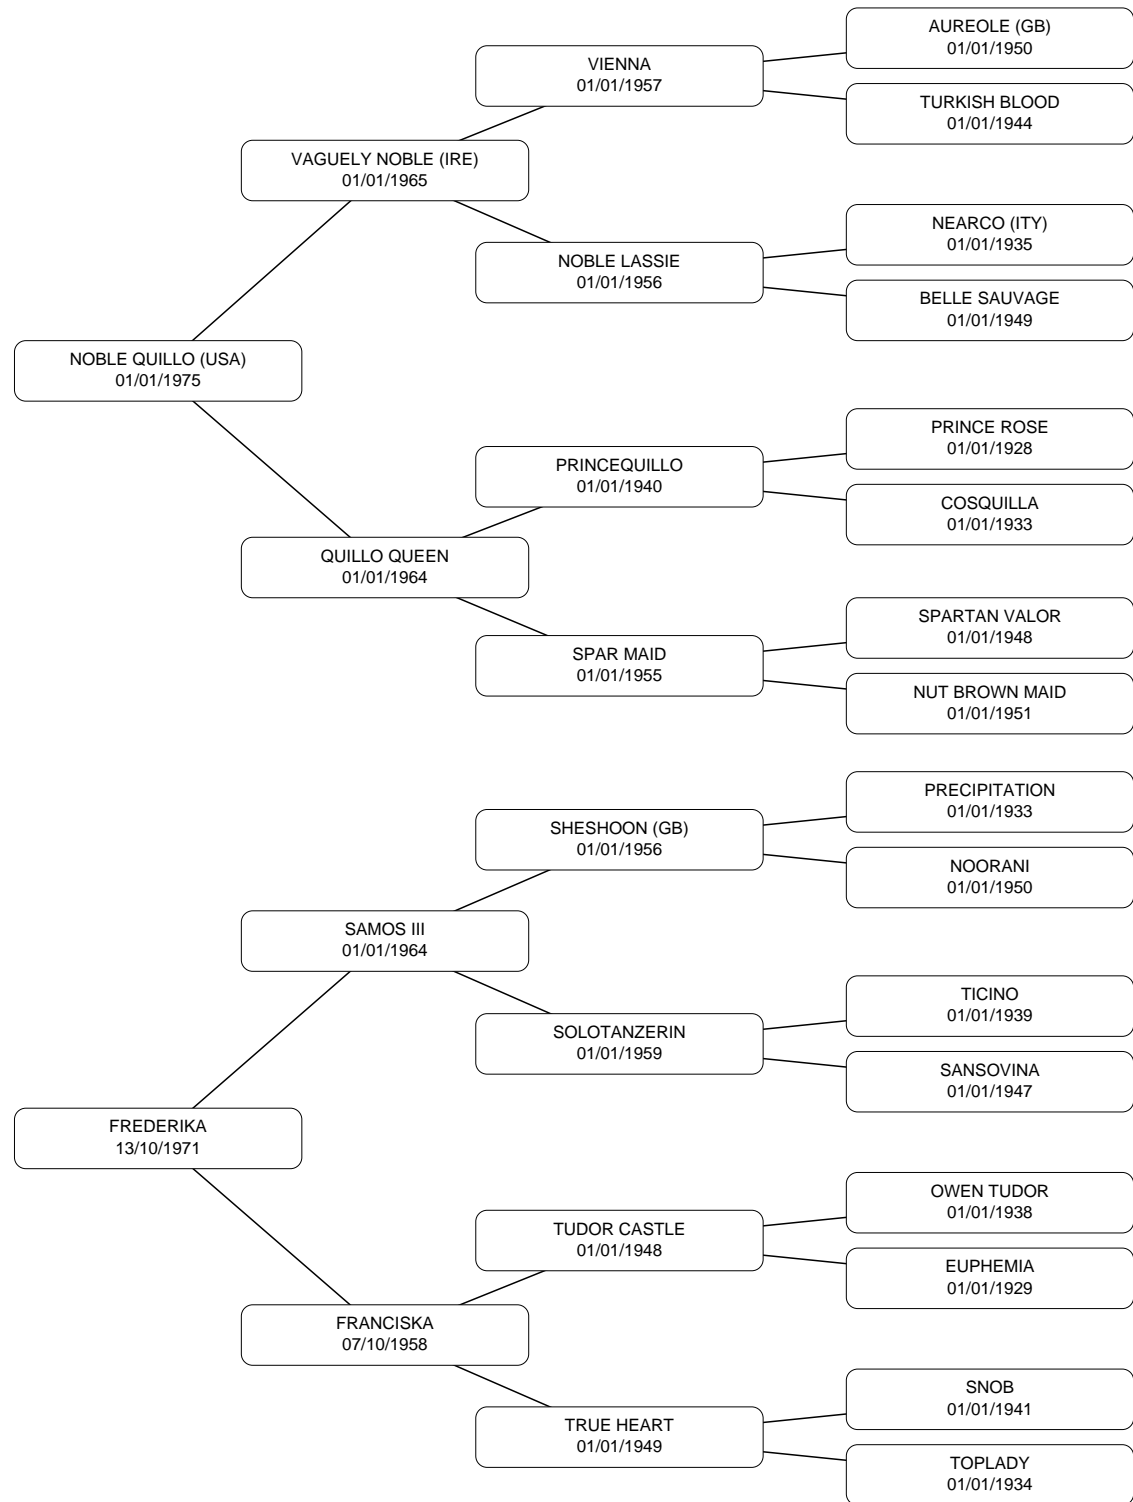 AUREOLE (GB)
01/01/1950
VIENNA
01/01/1957
TURKISH BLOOD
01/01/1944
VAGUELY NOBLE (IRE)
01/01/1965
NEARCO (ITY)
01/01/1935
NOBLE LASSIE
01/01/1956
BELLE SAUVAGE
01/01/1949
NOBLE QUILLO (USA)
01/01/1975
PRINCE ROSE
01/01/1928
PRINCEQUILLO
01/01/1940
COSQUILLA
01/01/1933
QUILLO QUEEN
01/01/1964
SPARTAN VALOR
01/01/1948
SPAR MAID
01/01/1955
NUT BROWN MAID
01/01/1951
PRECIPITATION
01/01/1933
SHESHOON (GB)
01/01/1956
NOORANI
01/01/1950
SAMOS III
01/01/1964
TICINO
01/01/1939
SOLOTANZERIN
01/01/1959
SANSOVINA
01/01/1947
FREDERIKA
13/10/1971
OWEN TUDOR
01/01/1938
TUDOR CASTLE
01/01/1948
EUPHEMIA
01/01/1929
FRANCISKA
07/10/1958
SNOB
01/01/1941
TRUE HEART
01/01/1949
TOPLADY
01/01/1934